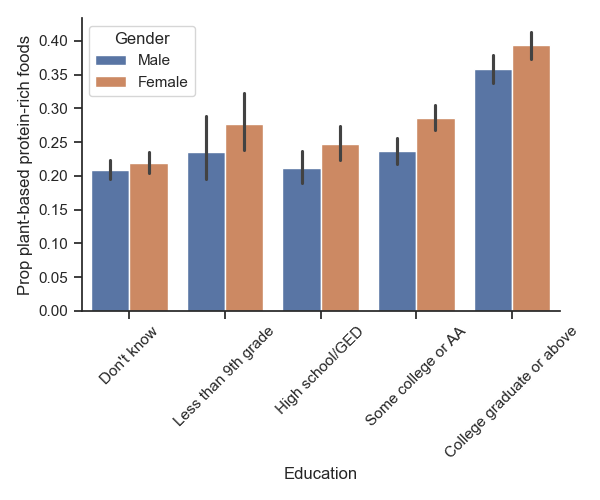 Gender
Male
Female
Prop plant-based protein-rich foods
0.40
0.35
0.30
0.25
0.20
0.15
0.10
0.05
0.00
Don't know
Less than 9th grade
High school/GED
Some college or AA
College graduate or above
Education